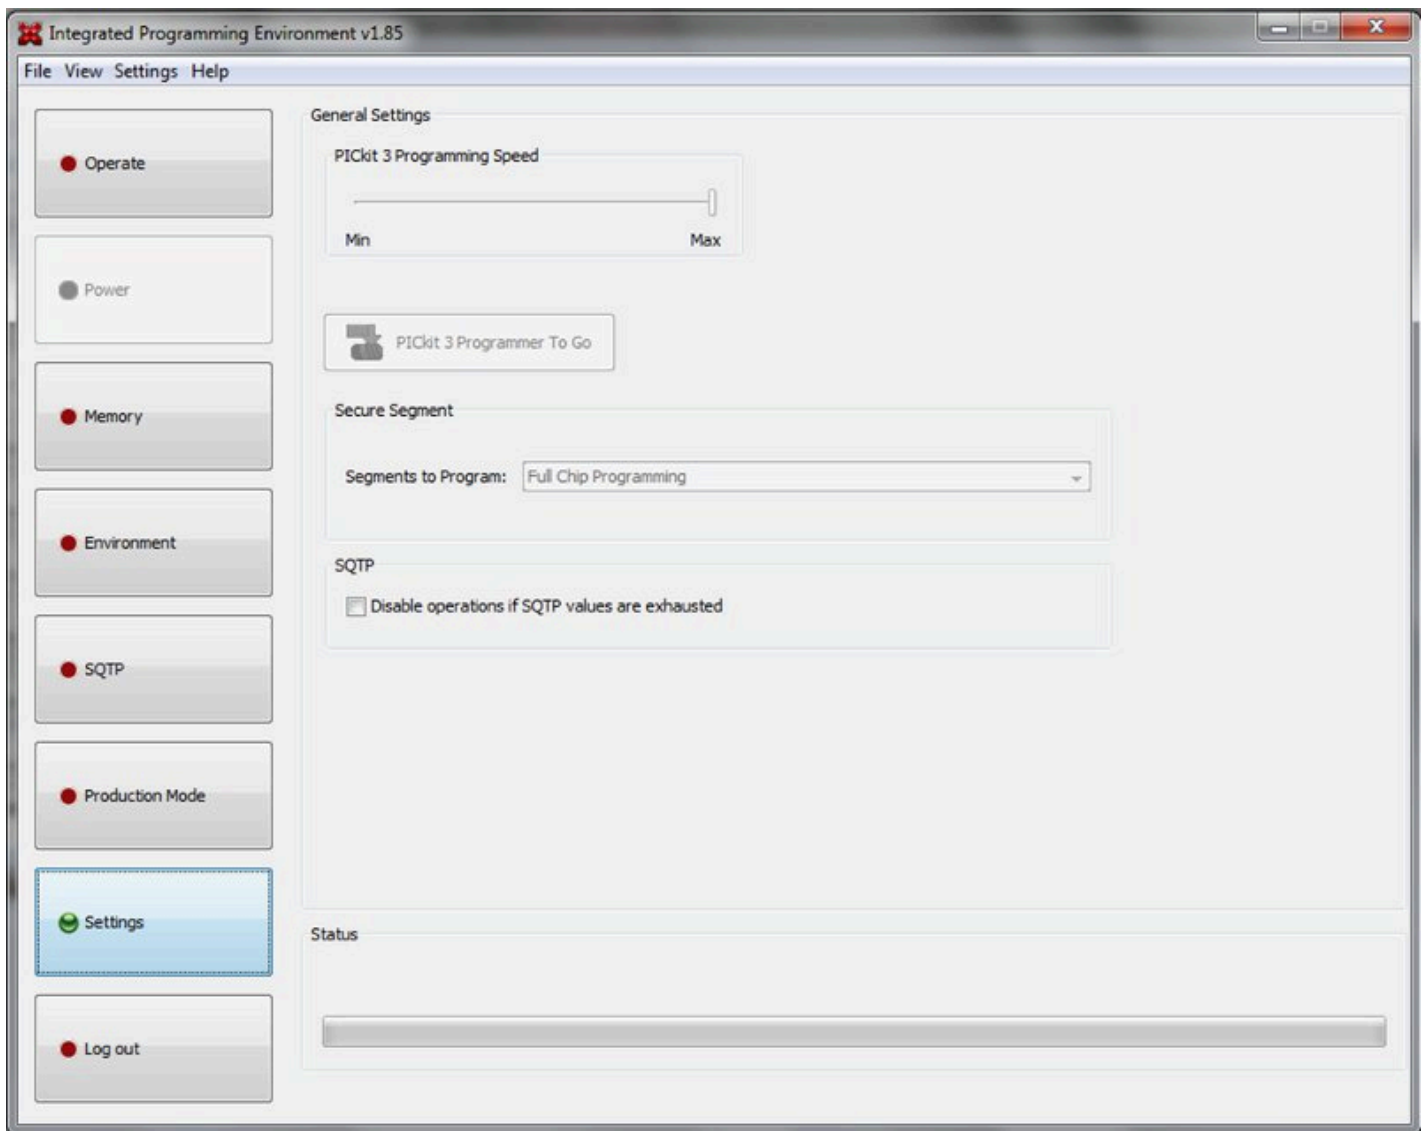 Integrated Programming Environment v1.85
File View Settings Help
Operate
Power
Memory
Environment
SQTP
Production Mode
Settings
Log out
General Settings
PICkit 3 Programming Speed
Min Max
PICkit 3 Programmer To Go
Secure Segment
Segments to Program: Full Chip Programming
SQTP
Disable operations if SQTP values are exhausted
Status